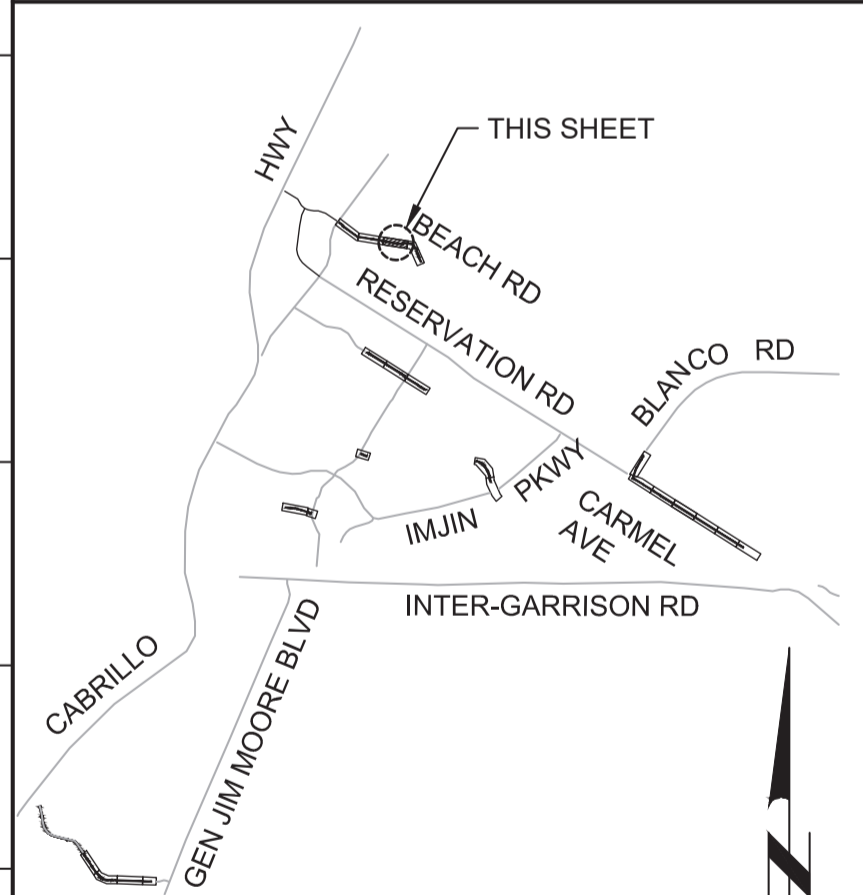 THIS SHEET
HWY
BEACH RD
RESERVATION RD
BLANCO RD
PKWY
IMJIN
CARMEL
AVE
INTER-GARRISON RD
CABRILLO
GEN JIM MOORE BLVD
N